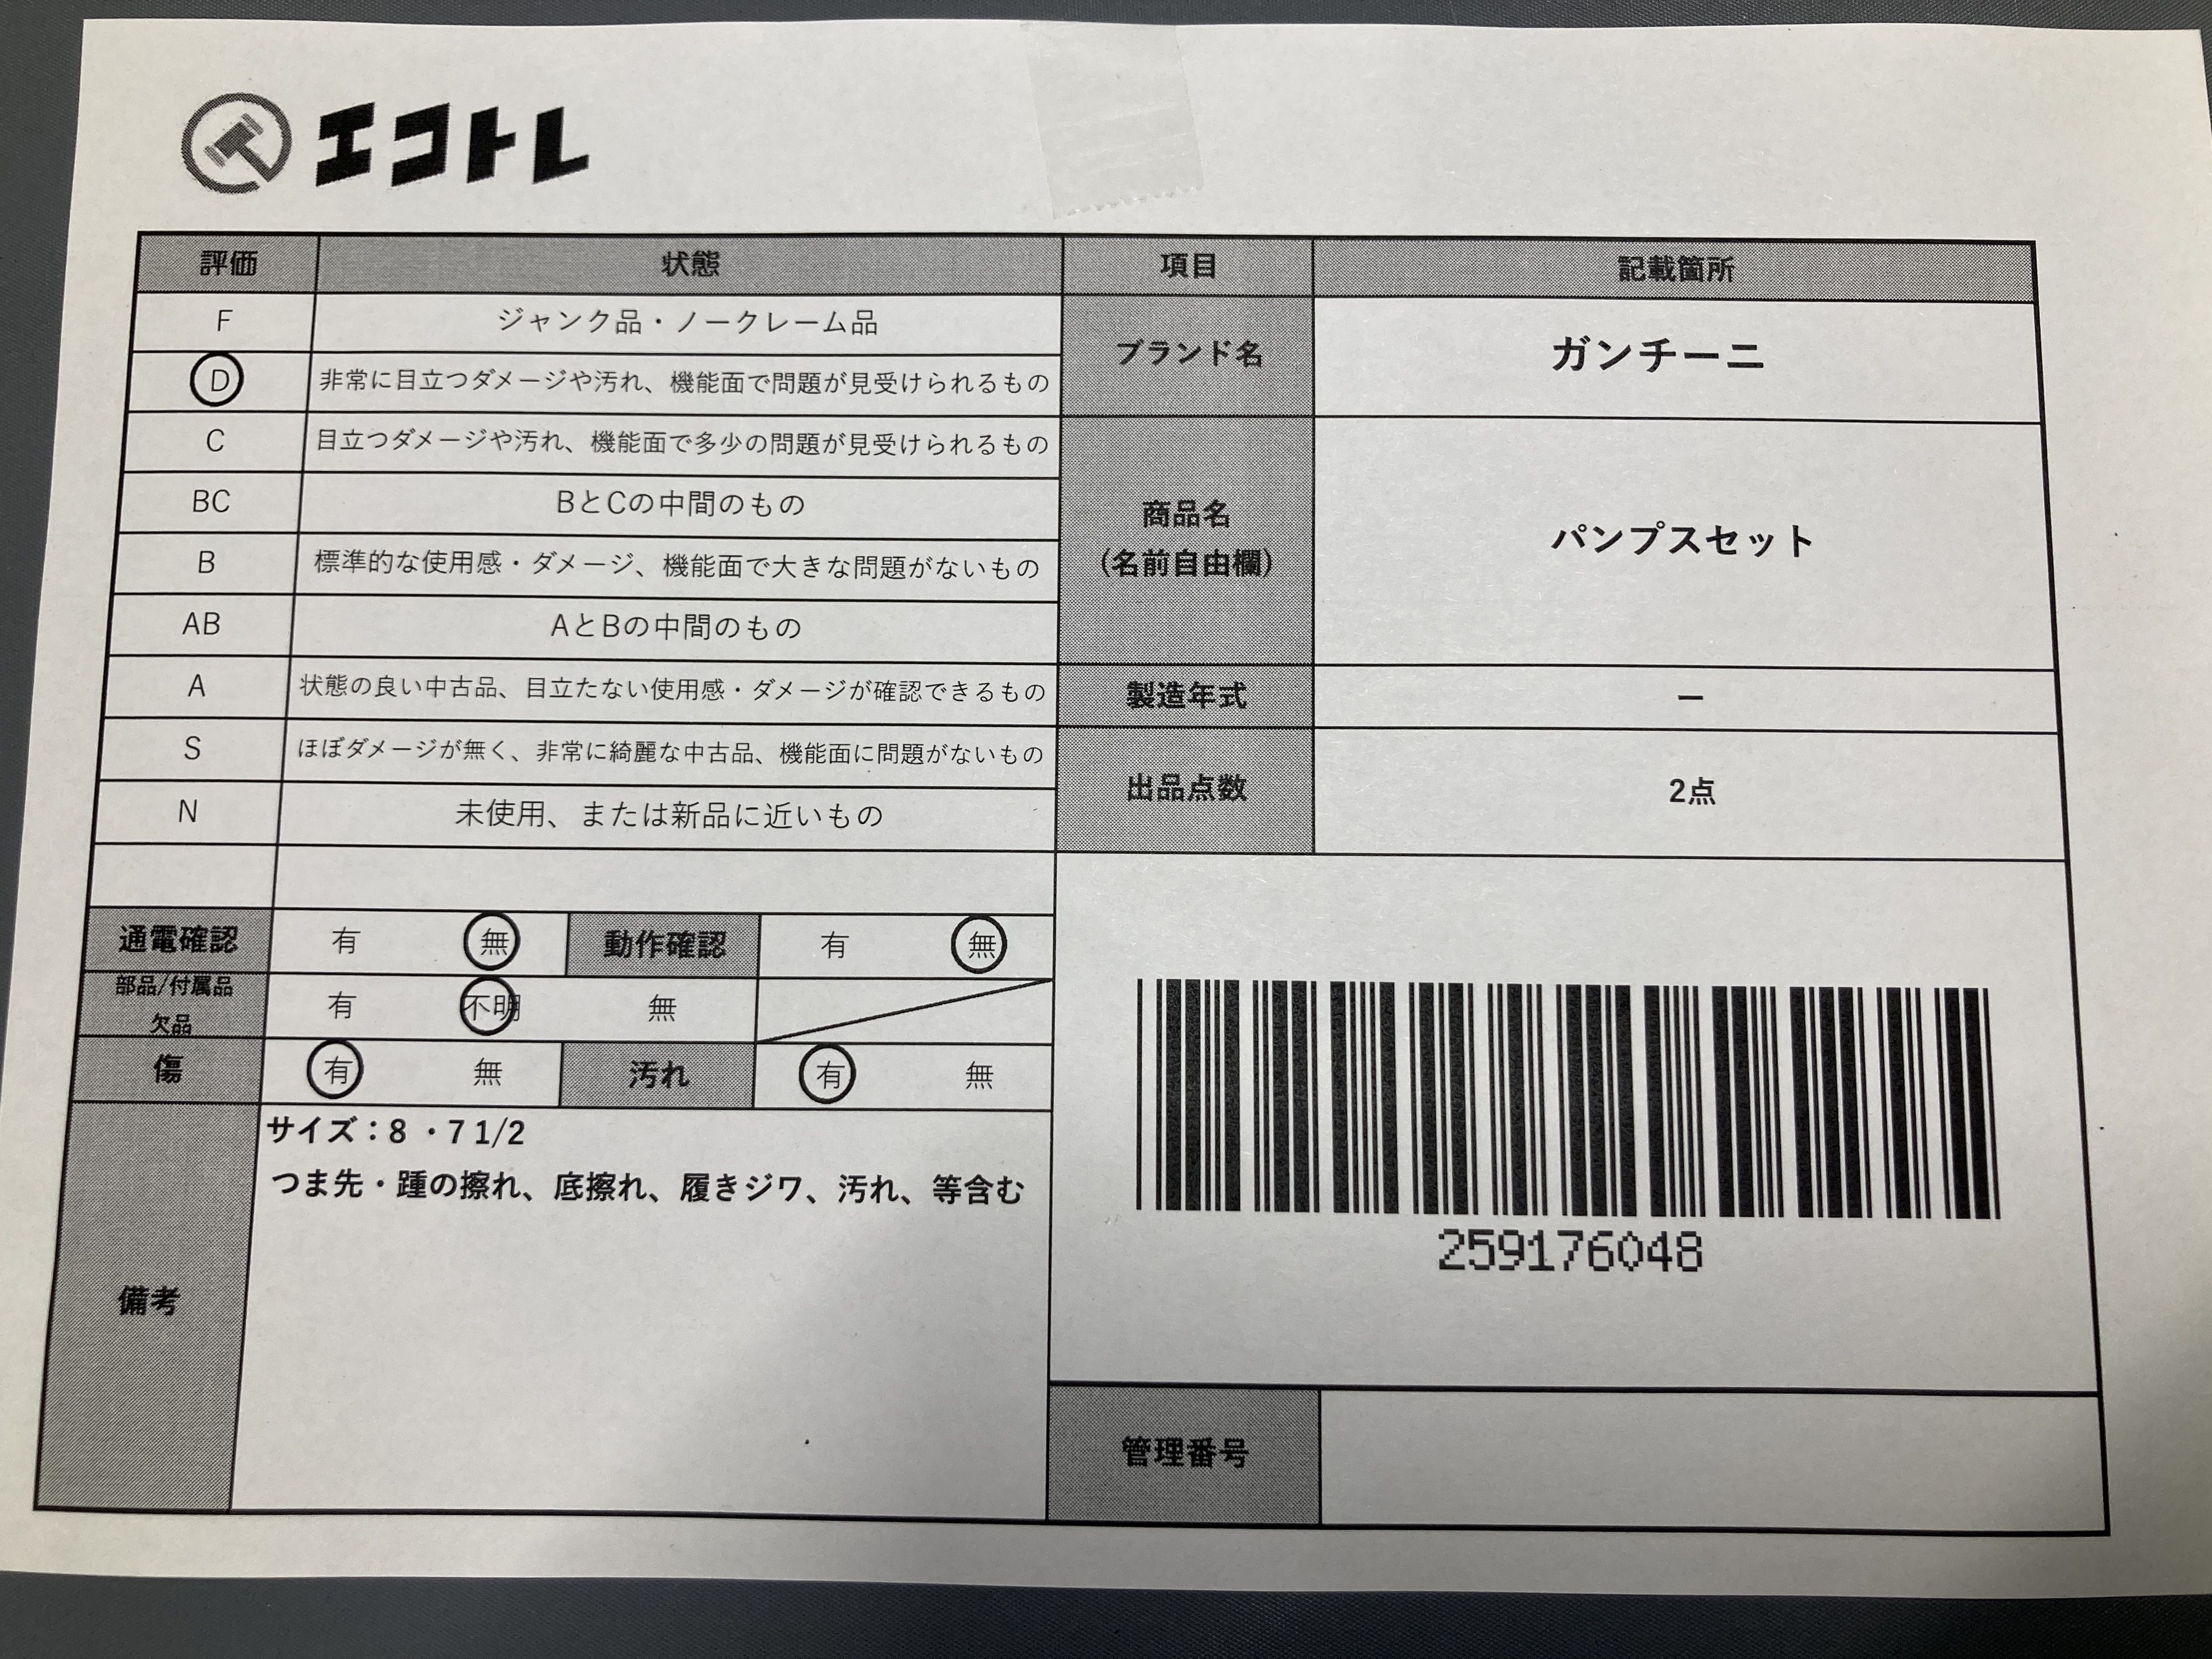 エコトレ
評価 状態 項目 記載箇所
F ジャンク品・ノークレーム品
D 非常に目立つダメージや汚れ、機能面で問題が見受けられるもの
ブランド名 ガンチーニ
C 目立つダメージや汚れ、機能面で多少の問題が見受けられるもの
BC BとCの中間のもの
B 標準的な使用感・ダメージ、機能面で大きな問題がないもの
AB AとBの中間のもの
商品名
(名前自由欄)
パンプスセット
A 状態の良い中古品、目立たない使用感・ダメージが確認できるもの
製造年式 ー
S ほぼダメージが無く、非常に綺麗な中古品、機能面に問題がないもの
N 未使用、または新品に近いもの
出品点数 2点
通電確認 有 無 動作確認 有 無
部品/付属品
欠品
有 不明 無
傷 有 無 汚れ 有 無
備考
サイズ：8 ・7 1/2
つま先・踵の擦れ、底擦れ、履きジワ、汚れ、等含む
259176048
管理番号